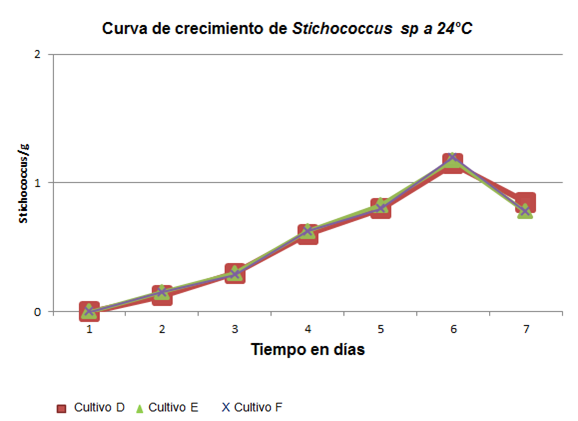 Curva de crecimiento de Stichococcus sp a 24°C
2
1
0
Stichococcus/g
1 2 3 4 5 6 7
Tiempo en días
Cultivo D Cultivo E X Cultivo F